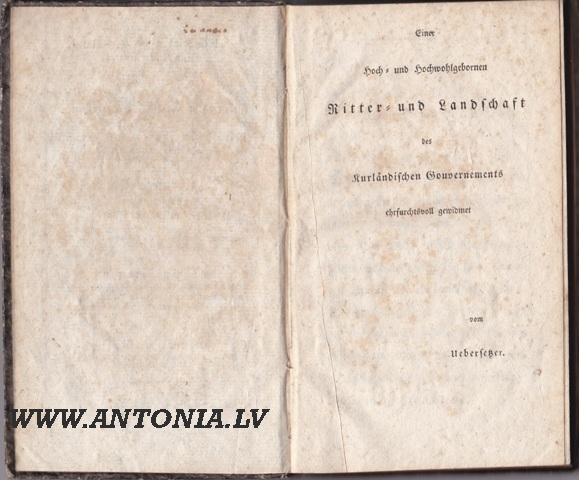 Einer
Hoch- und Hochwohlgebornen
Ritter- und Landschaft
des
Kurländischen Gouvernements
ehrfurchtsvoll gewidmet
vom
Uebersetzer.
WWW.ANTONIA.LV